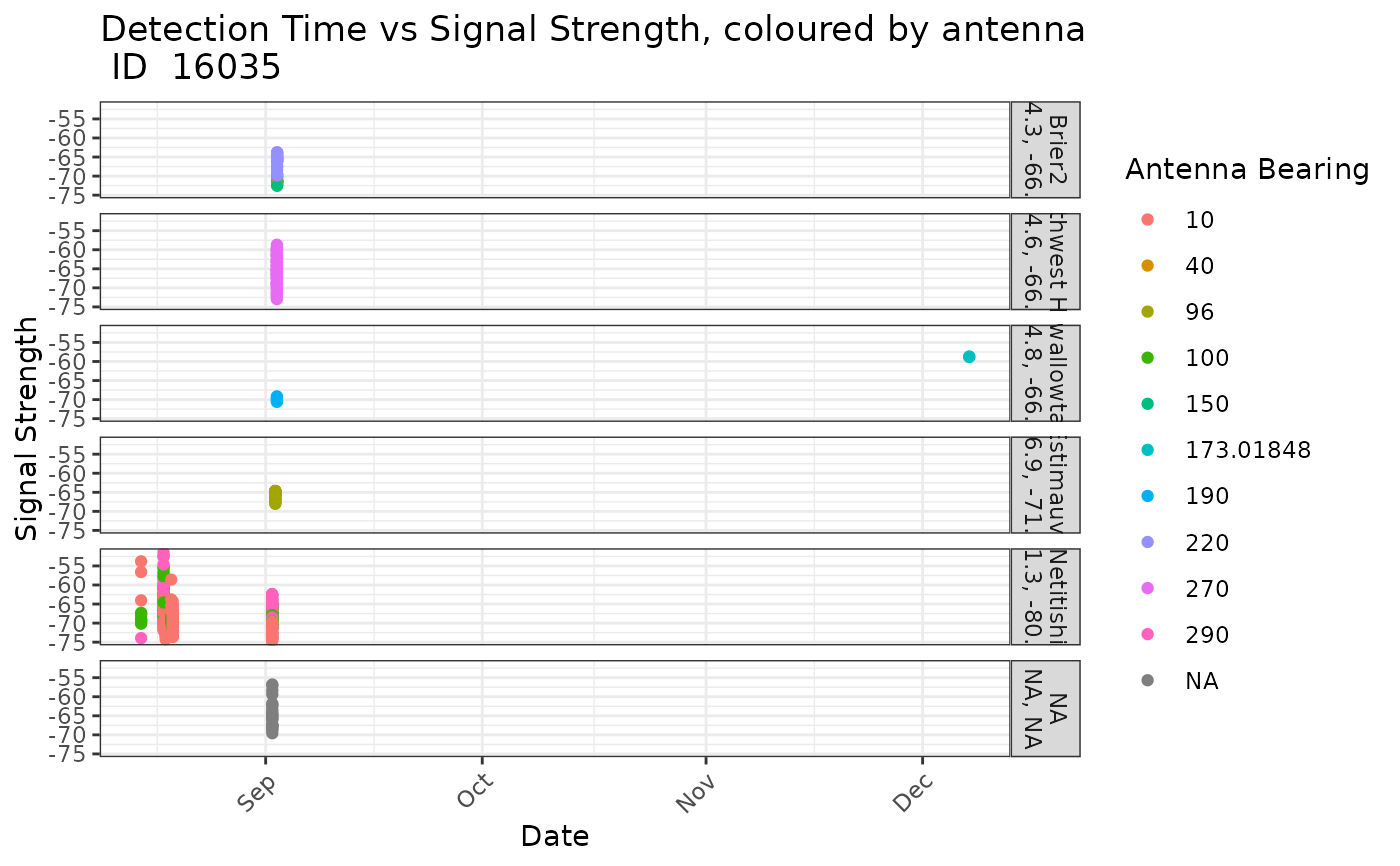 Detection Time vs Signal Strength, coloured by antenna
ID 16035
Signal Strength
-55
-60
-65
-70
-75
Brier2
4.3, -66.
-55
-60
-65
-70
-75
hwest H
4.6, -66.
-55
-60
-65
-70
-75
wallowta
4.8, -66.
-55
-60
-65
-70
-75
stimauv
6.9, -71.
-55
-60
-65
-70
-75
Netitishi
1.3, -80.
-55
-60
-65
-70
-75
NA
NA, NA
Sep
Oct
Nov
Dec
Date
Antenna Bearing
10
40
96
100
150
173.01848
190
220
270
290
NA